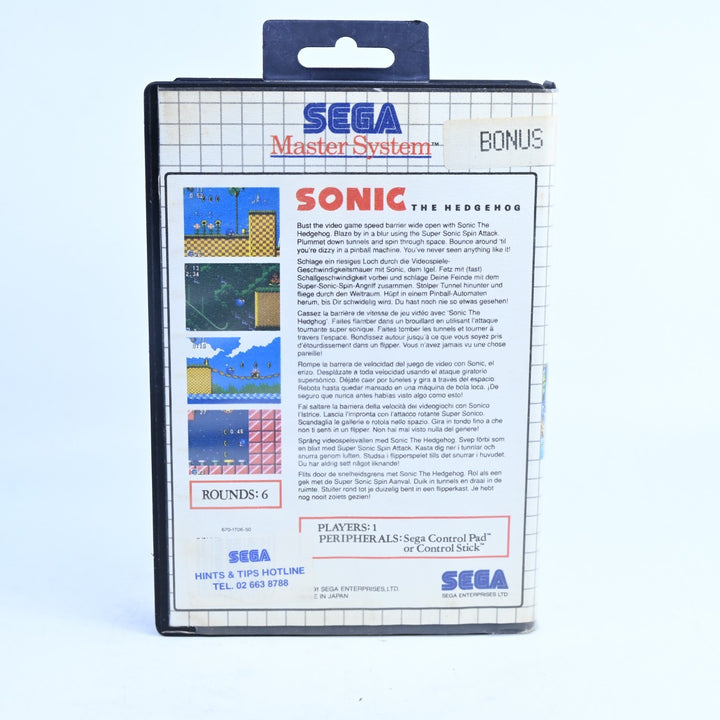 SEGA
Master System™
BONUS
SONIC THE HEDGEHOG
Bust the video game speed barrier wide open with Sonic The
Hedgehog. Blaze by in a blur using the Super Sonic Spin Attack.
Plummet down tunnels and spin through space. Bounce around 'til
you're dizzy in a pinball machine. You've never seen anything like it!
Schlage ein riesiges Loch durch die Videospiele-
Geschwindigkeitsmauer mit Sonic, dem Igel. Fetz mit (fast)
Schallgeschwindigkeit vorbei und schlage Deine Feinde mit dem
Super-Sonic-Spin-Angriff zusammen. Stolper Tunnel hinunter und
fliege durch den Weltraum. Hüpf in einem Pinball-Automaten
herum, bis Dir schwindelig wird. Du hast noch nie so etwas gesehen!
Cassez la barrière de vitesse de jeu vidéo avec 'Sonic The
Hedghog'. Faites flamber dans un brouillard en utilisant l'attaque
tournante super sonique. Faites tomber les tunnels et tourner à
travers l'espace. Bondissez autour jusqu'à ce que vous soyez pris
d'étourdissement dans un flipper. Vous n'avez jamais vu une chose
pareille!
Rompe la barrera de velocidad del juego de video con Sonic, el
erizo. Desplázate a toda velocidad usando el ataque giratorio
supersónico. Déjate caer por túneles y gira a través del espacio.
Rebota hasta quedar mareado en una máquina de bola loca. ¡De
seguro que nunca antes habías visto algo como esto!
Fai saltare la barriera della velocità dei videogiochi con Sonico
l'Istrice. Lascia l'impronta con l'attacco rotante Super Sonico.
Scandaglia le gallerie e rotola nello spazio. Gira in tondo fino a che
non ti senti in un flipper. Non hai mai visto nulla del genere!
Spräng videospelsvallen med Sonic The Hedgehog. Svep förbi som
en blixt med Super Sonic Spin Attack. Kasta dig ner i tunnlar och
snurra genom luften. Studsa i flipperspelet tills det snurrar i huvudet.
Du har aldrig sett något liknande!
Flits door de snelheidsgrens met Sonic The Hedgehog. Rol als een
gek met de Super Sonic Spin Aanval. Duik in tunnels en draai in de
ruimte. Stuiter rond tot je duizelig bent in een flipperkast. Je hebt
nog nooit zoiets gezien!
ROUNDS: 6
670-1706-50
PLAYERS: 1
PERIPHERALS: Sega Control Pad™
or Control Stick™
SEGA
HINTS & TIPS HOTLINE
TEL. 02 663 8788
SEGA ENTERPRISES, LTD.
IN JAPAN
SEGA
SEGA ENTERPRISES LTD